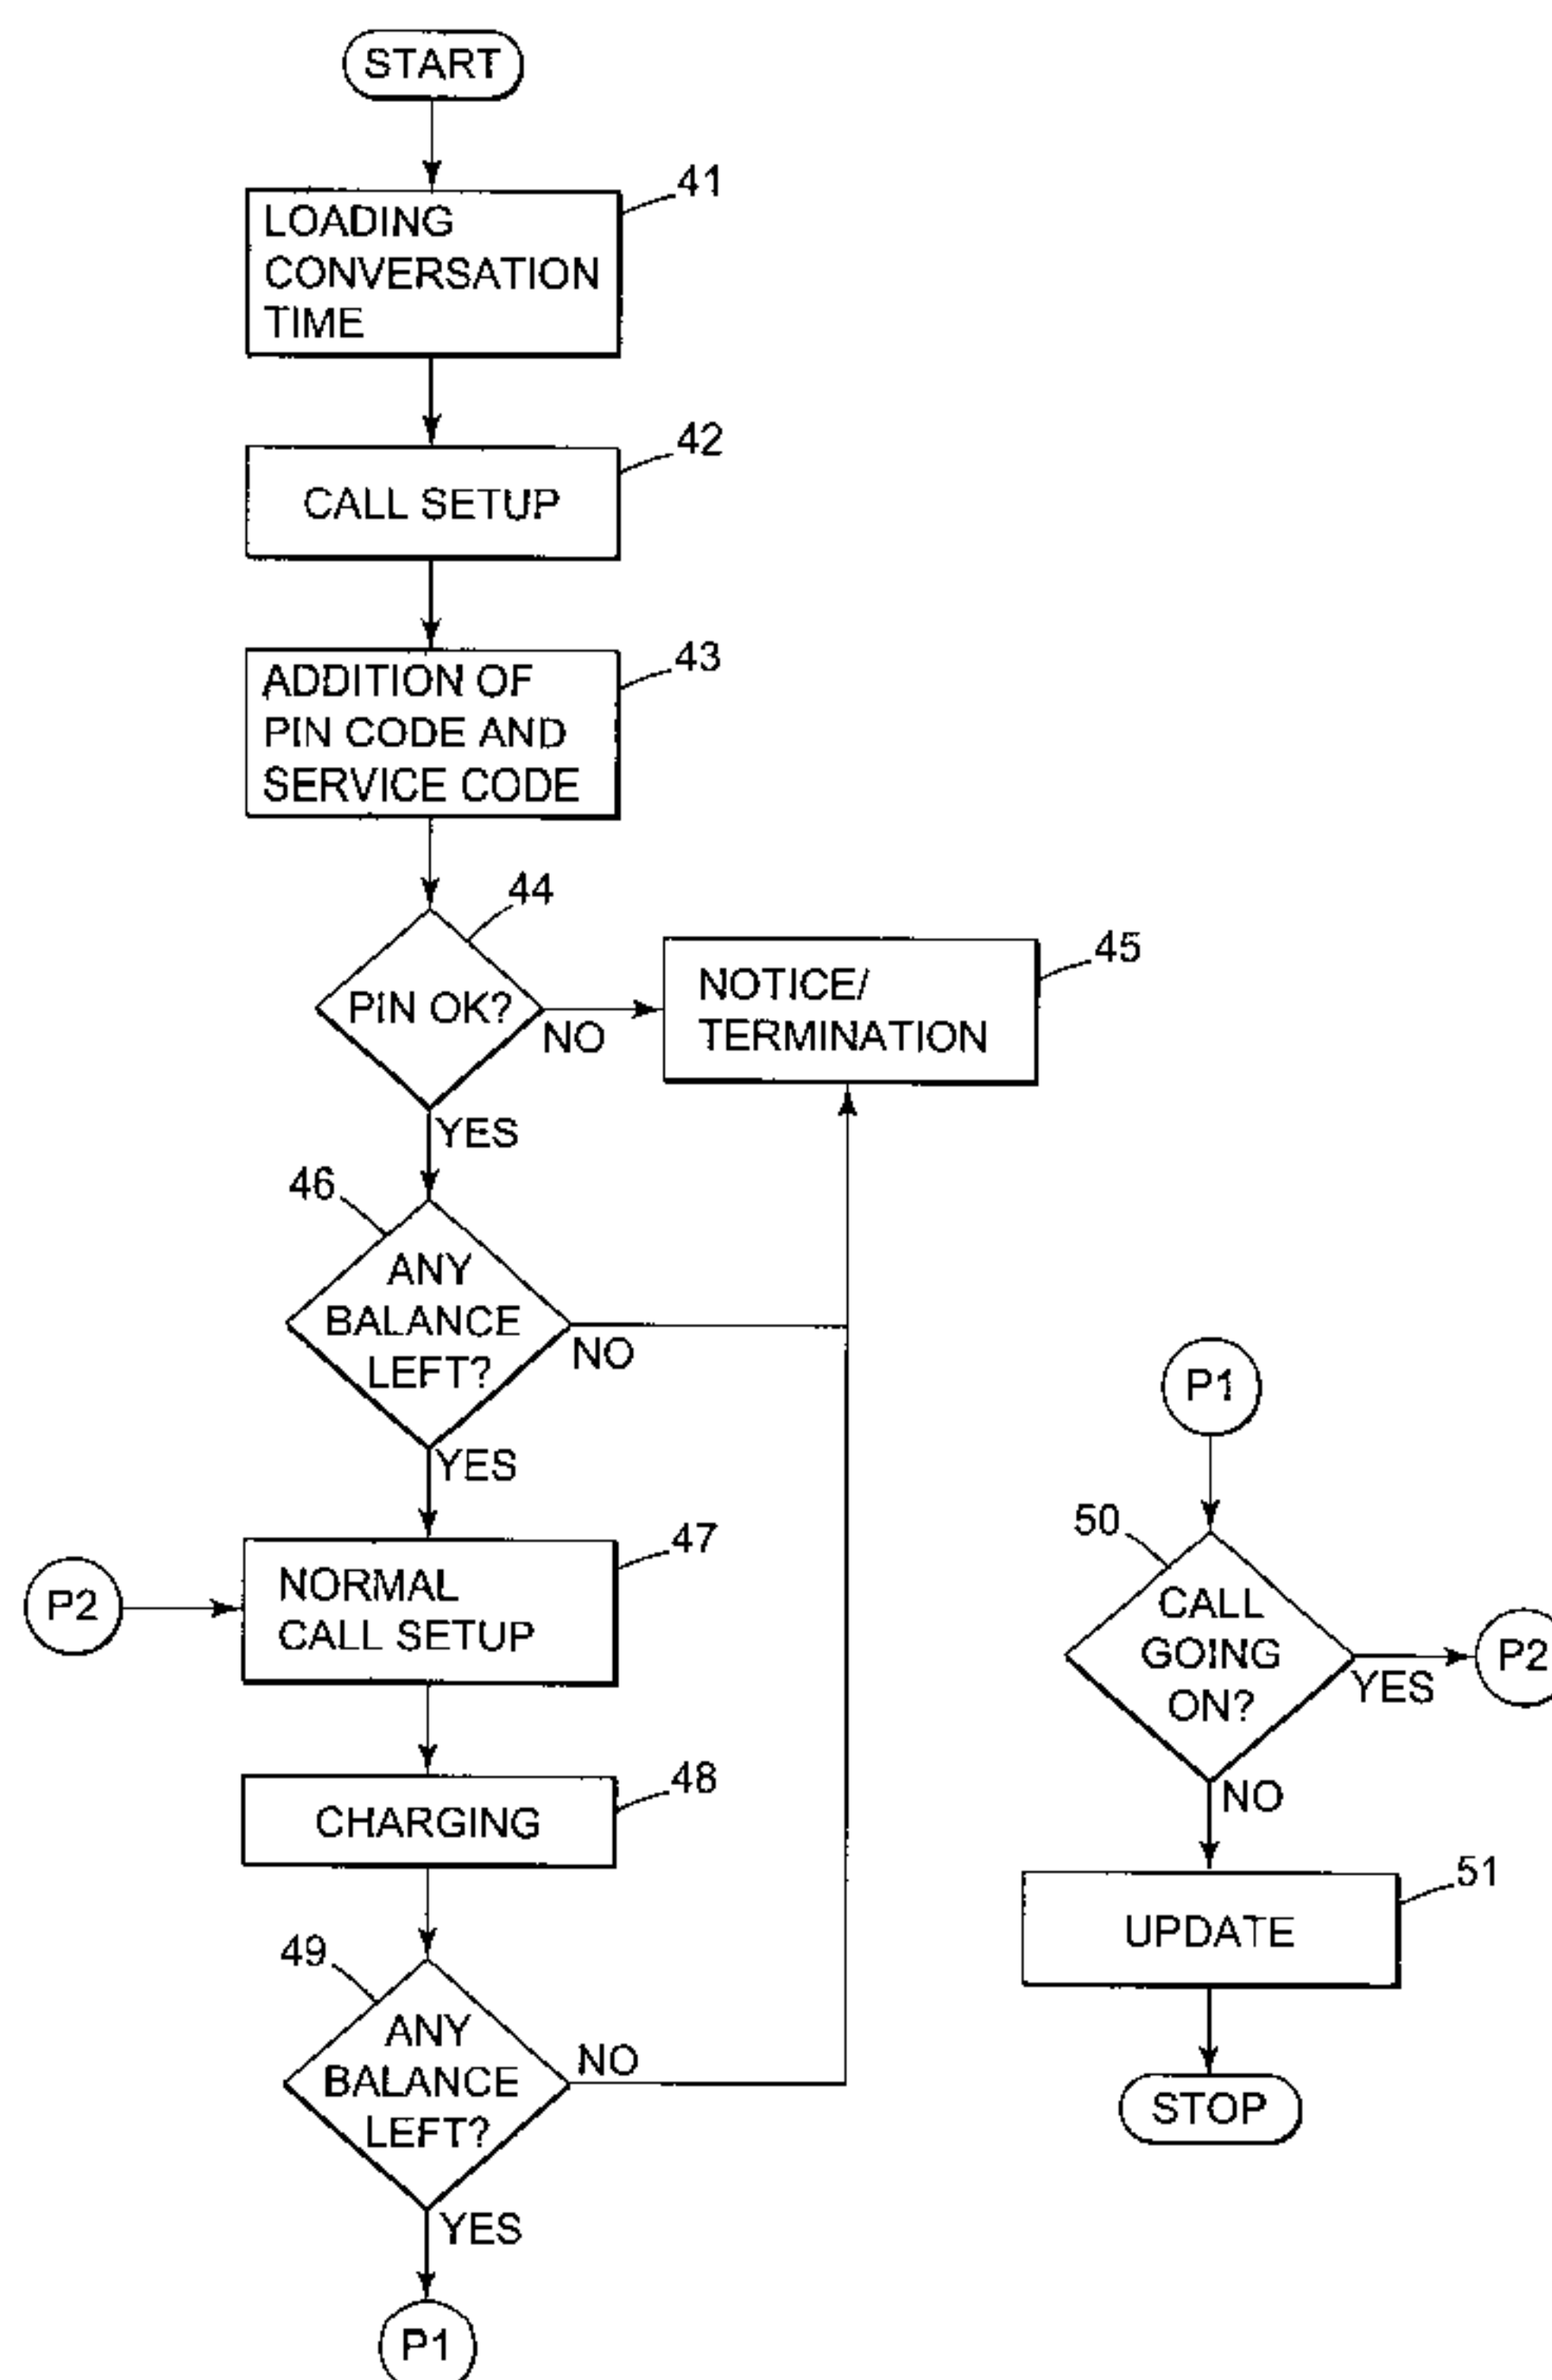 START
41
LOADING
CONVERSATION
TIME
42
CALL SETUP
43
ADDITION OF
PIN CODE AND
SERVICE CODE
44
PIN OK?
NO
YES
45
NOTICE/
TERMINATION
46
ANY
BALANCE
LEFT?
NO
YES
P2
47
NORMAL
CALL SETUP
48
CHARGING
49
ANY
BALANCE
LEFT?
NO
YES
P1
P1
50
CALL
GOING
ON?
YES
P2
NO
51
UPDATE
STOP